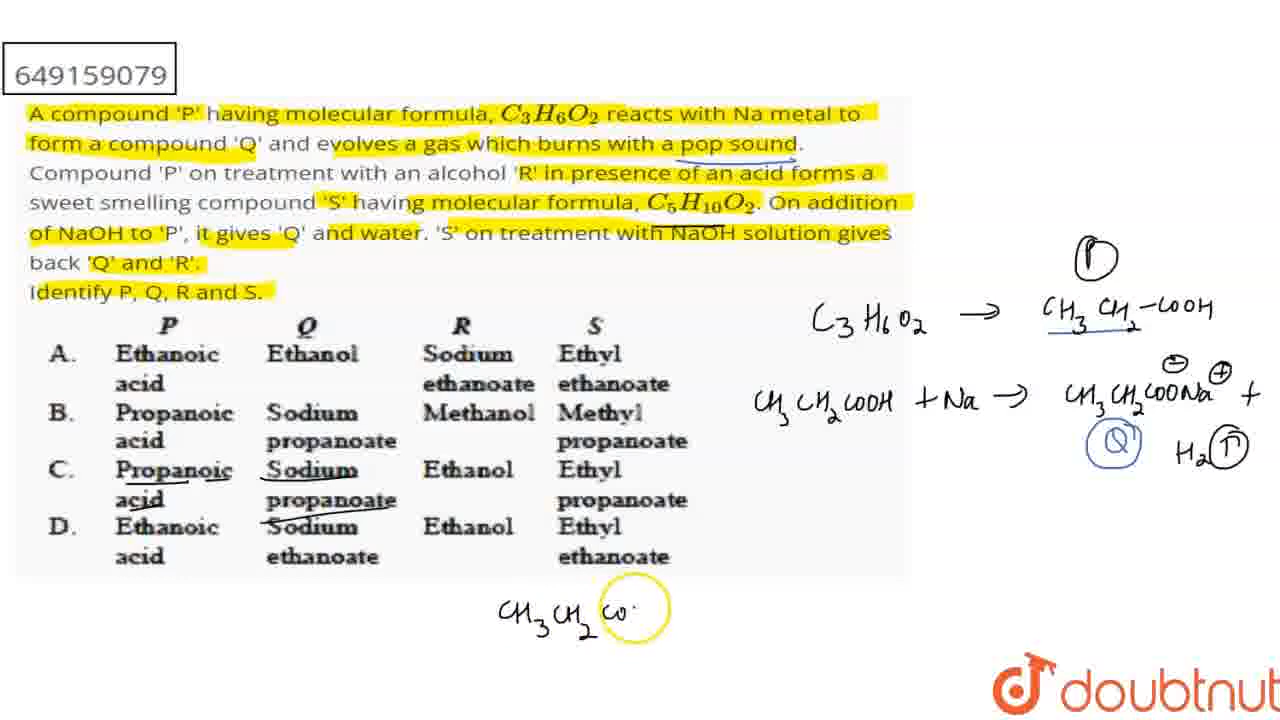 649159079
A compound 'P' having molecular formula, C₃H₆O₂ reacts with Na metal to
form a compound 'Q' and evolves a gas which burns with a pop sound.
Compound 'P' on treatment with an alcohol 'R' in presence of an acid forms a
sweet smelling compound 'S' having molecular formula, C₅H₁₀O₂. On addition
of NaOH to 'P', it gives 'Q' and water. 'S' on treatment with NaOH solution gives
back 'Q' and 'R'.
Identify P, Q, R and S.
P Q R S
A. Ethanoic Ethanol Sodium Ethyl
acid ethanoate ethanoate
B. Propanoic Sodium Methanol Methyl
acid propanoate propanoate
C. Propanoic Sodium Ethanol Ethyl
acid propanoate propanoate
D. Ethanoic Sodium Ethanol Ethyl
acid ethanoate ethanoate
P
C₃H₆O₂ → CH₃CH₂-COOH
CH₃CH₂COOH + Na → CH₃CH₂COO⊖Na⊕ +
Q H₂↑
CH₃CH₂CO
doubtnut